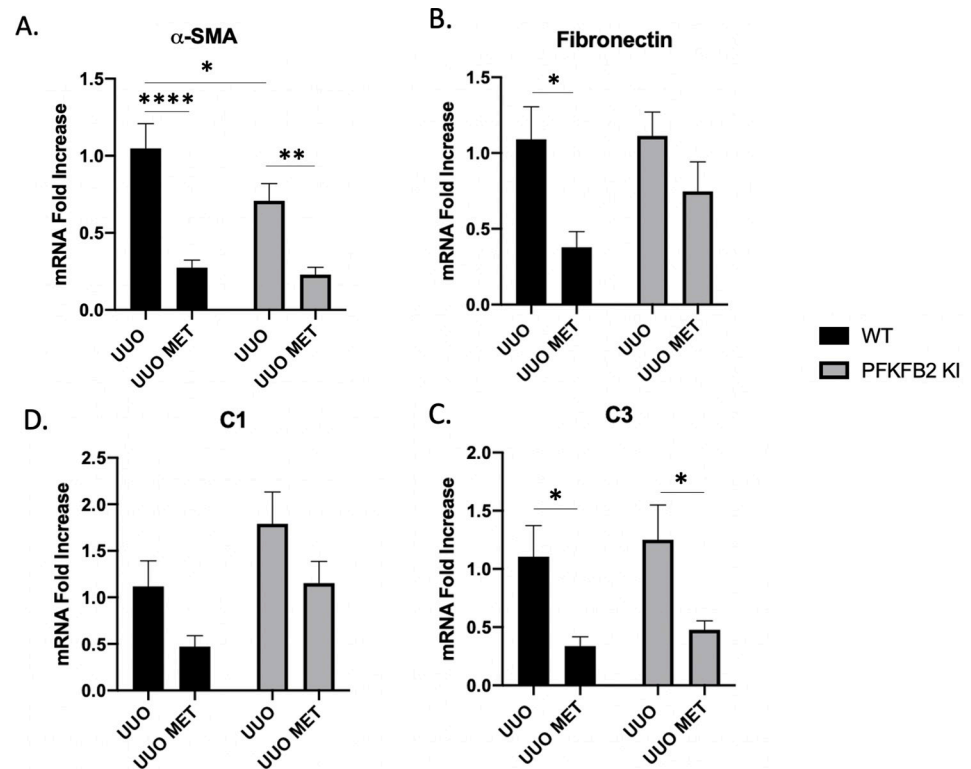 A.
α-SMA
*
****
**
mRNA Fold Increase
1.5
1.0
0.5
0.0
UUO
UUO MET
UUO
UUO MET
B.
Fibronectin
*
mRNA Fold Increase
1.5
1.0
0.5
0.0
UUO
UUO MET
UUO
UUO MET
WT
PFKFB2 KI
D.
C1
mRNA Fold Increase
2.5
2.0
1.5
1.0
0.5
0.0
UUO
UUO MET
UUO
UUO MET
C.
C3
*
*
mRNA Fold Increase
2.0
1.5
1.0
0.5
0.0
UUO
UUO MET
UUO
UUO MET